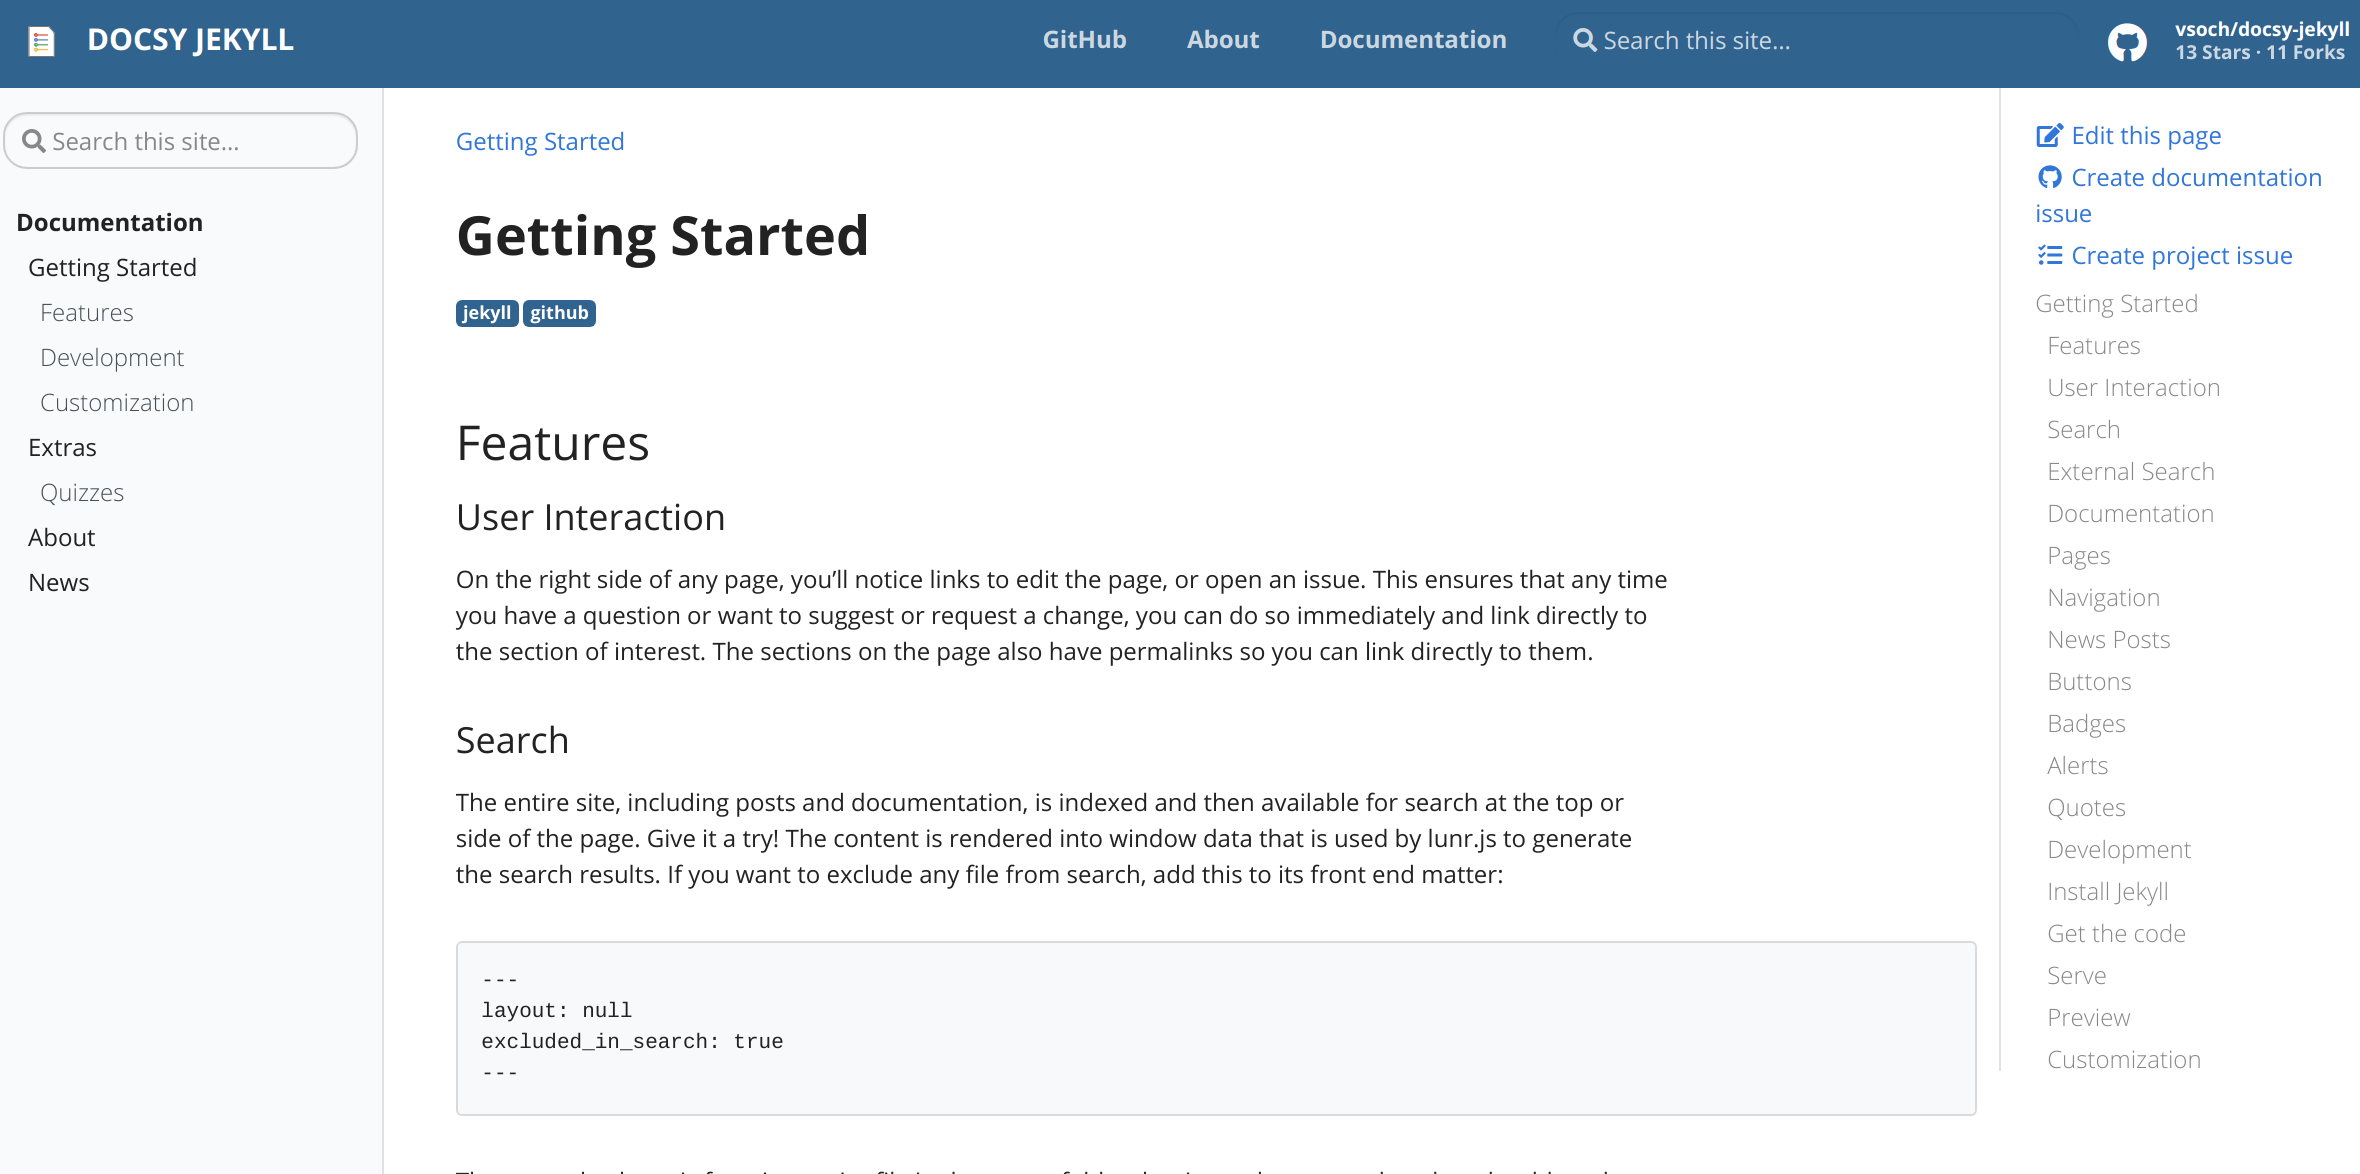 DOCSY JEKYLL
GitHub
About
Documentation
Search this site...
vsoch/docsy-jekyll
13 Stars · 11 Forks
Search this site...
Documentation
Getting Started
Features
Development
Customization
Extras
Quizzes
About
News
Getting Started
Getting Started
jekyll github
Features
User Interaction
On the right side of any page, you’ll notice links to edit the page, or open an issue. This ensures that any time
you have a question or want to suggest or request a change, you can do so immediately and link directly to
the section of interest. The sections on the page also have permalinks so you can link directly to them.
Search
The entire site, including posts and documentation, is indexed and then available for search at the top or
side of the page. Give it a try! The content is rendered into window data that is used by lunr.js to generate
the search results. If you want to exclude any file from search, add this to its front end matter:
---
layout: null
excluded_in_search: true
---
Edit this page
Create documentation
issue
Create project issue
Getting Started
Features
User Interaction
Search
External Search
Documentation
Pages
Navigation
News Posts
Buttons
Badges
Alerts
Quotes
Development
Install Jekyll
Get the code
Serve
Preview
Customization